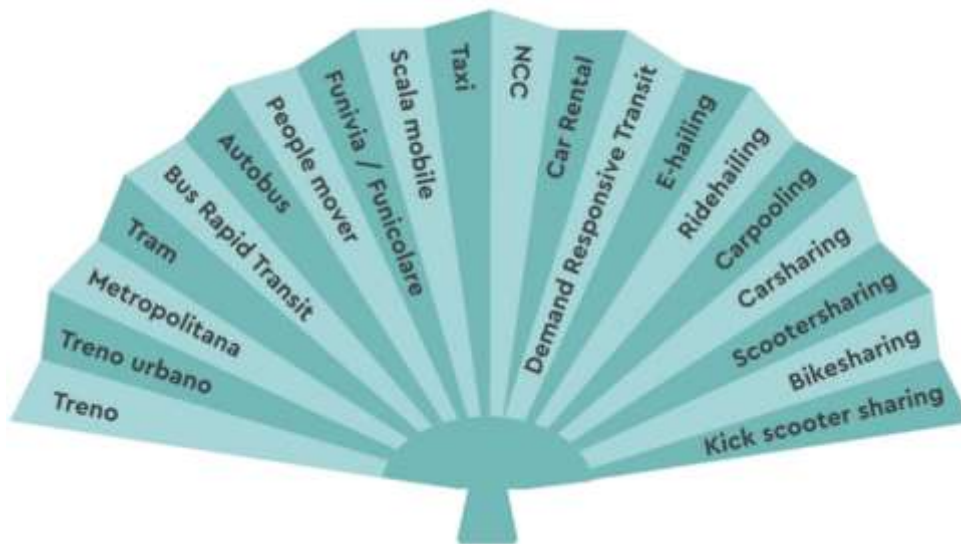 Treno
Treno urbano
Metropolitana
Tram
Bus Rapid Transit
Autobus
People mover
Funivia / Funicolare
Scala mobile
Taxi
NCC
Car Rental
Demand Responsive Transit
E-hailing
Ridehailing
Carpooling
Carsharing
Scootersharing
Bikesharing
Kick scooter sharing